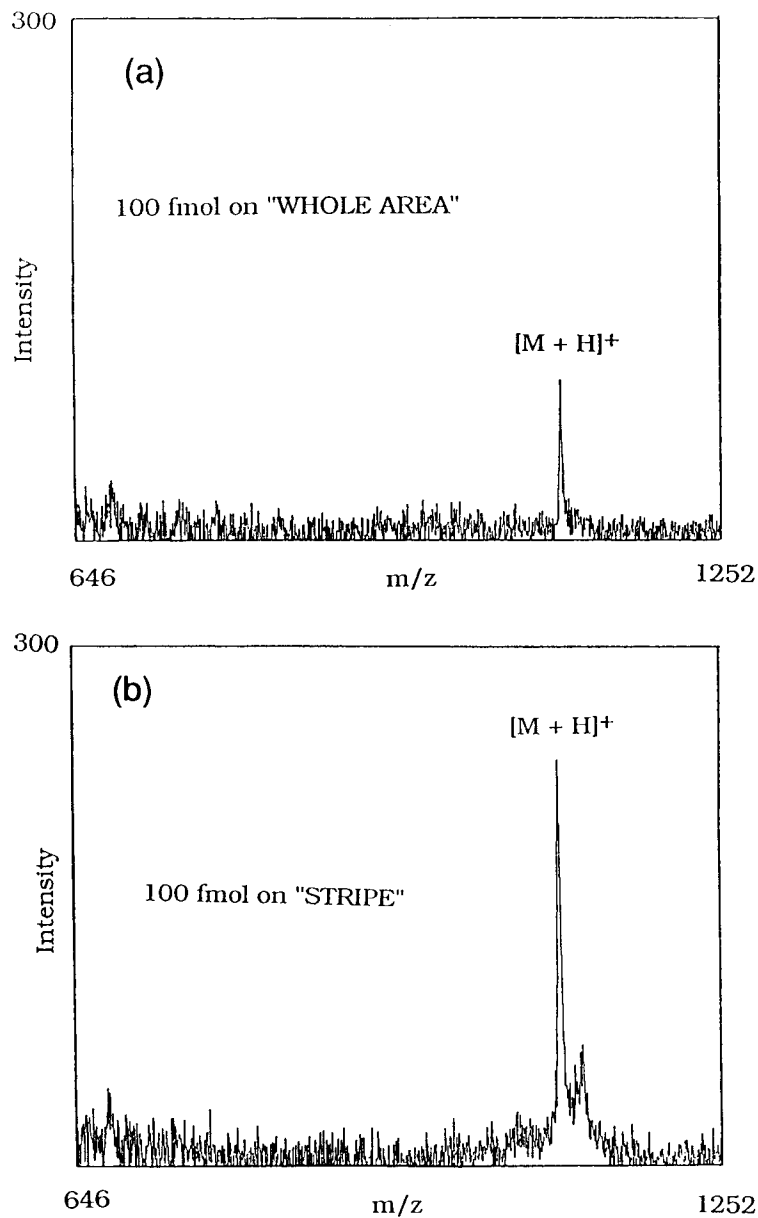 300
(a)
100 fmol on "WHOLE AREA"
Intensity
[M + H]+
646
m/z
1252
300
(b)
[M + H]+
100 fmol on "STRIPE"
Intensity
646
m/z
1252